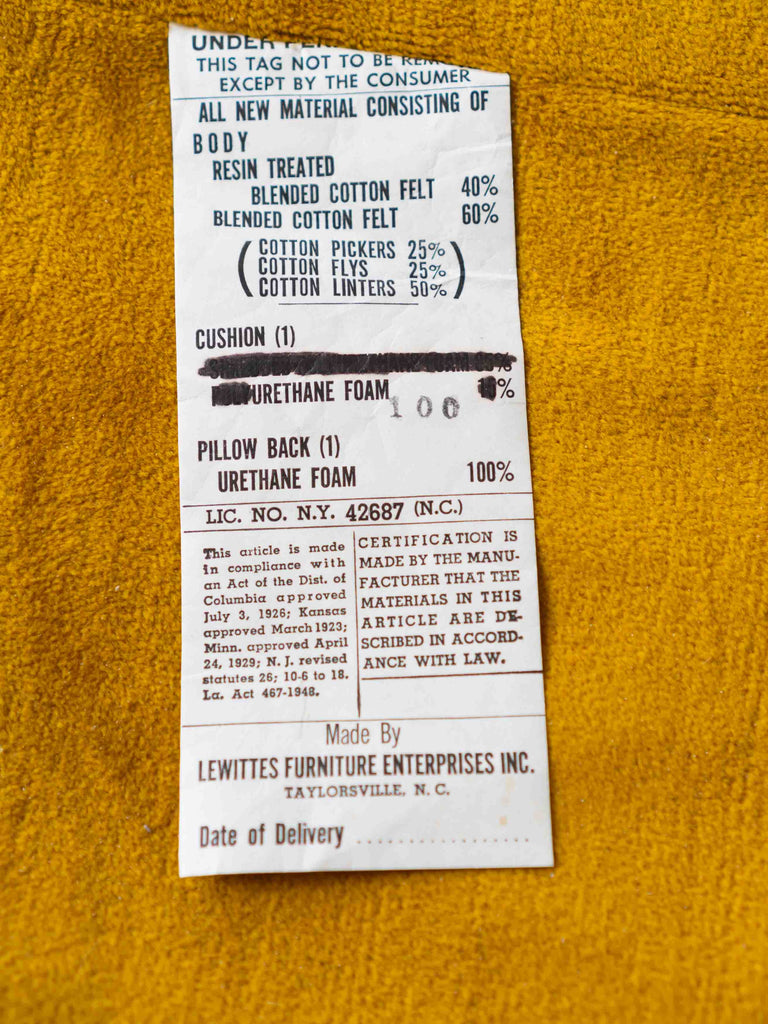 UNDER
THIS TAG NOT TO BE
EXCEPT BY THE CONSUMER
ALL NEW MATERIAL CONSISTING OF
BODY
RESIN TREATED
BLENDED COTTON FELT 40%
BLENDED COTTON FELT 60%
(COTTON PICKERS 25%
COTTON FLYS 25%
COTTON LINTERS 50%)
CUSHION (1)
URETHANE FOAM %
100
PILLOW BACK (1)
URETHANE FOAM 100%
LIC. NO. N.Y. 42687 (N.C.)
This article is made
in compliance with
an Act of the Dist. of
Columbia approved
July 3, 1926; Kansas
approved March 1923;
Minn. approved April
24, 1929; N. J. revised
statutes 26; 10-6 to 18.
La. Act 467-1948.
CERTIFICATION IS
MADE BY THE MANU-
FACTURER THAT THE
MATERIALS IN THIS
ARTICLE ARE DE-
SCRIBED IN ACCORD-
ANCE WITH LAW.
Made By
LEWITTES FURNITURE ENTERPRISES INC.
TAYLORSVILLE, N. C.
Date of Delivery ..................